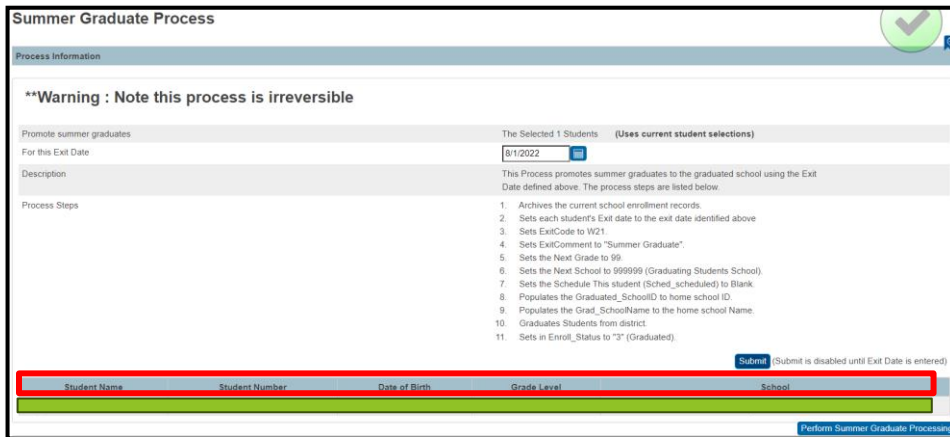 Summer Graduate Process
Process Information
**Warning : Note this process is irreversible
Promote summer graduates The Selected 1 Students (Uses current student selections)
For this Exit Date 8/1/2022
Description This Process promotes summer graduates to the graduated school using the Exit
Date defined above. The process steps are listed below.
Process Steps 1. Archives the current school enrollment records.
2. Sets each student's Exit date to the exit date identified above
3. Sets ExitCode to W21.
4. Sets ExitComment to "Summer Graduate".
5. Sets the Next Grade to 99.
6. Sets the Next School to 999999 (Graduating Students School).
7. Sets the Schedule This student (Sched_scheduled) to Blank.
8. Populates the Graduated_SchoolID to home school ID.
9. Populates the Grad_SchoolName to the home school Name.
10. Graduates Students from district.
11. Sets in Enroll_Status to "3" (Graduated).
Submit (Submit is disabled until Exit Date is entered)
Student Name Student Number Date of Birth Grade Level School
Perform Summer Graduate Processing